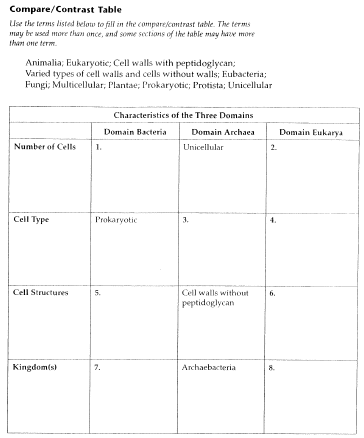 Compare/Contrast Table
Use the terms listed below to fill in the compare/contrast table. The terms
may be used more than once, and some sections of the table may have more
than one term.
Animalia; Eukaryotic; Cell walls with peptidoglycan;
Varied types of cell walls and cells without walls; Eubacteria;
Fungi; Multicellular; Plantae; Prokaryotic; Protista; Unicellular
Characteristics of the Three Domains
Domain Bacteria Domain Archaea Domain Eukarya
Number of Cells 1. Unicellular 2.
Cell Type Prokaryotic 3. 4.
Cell Structures 5. Cell walls without 6.
peptidoglycan
Kingdom(s) 7. Archaebacteria 8.